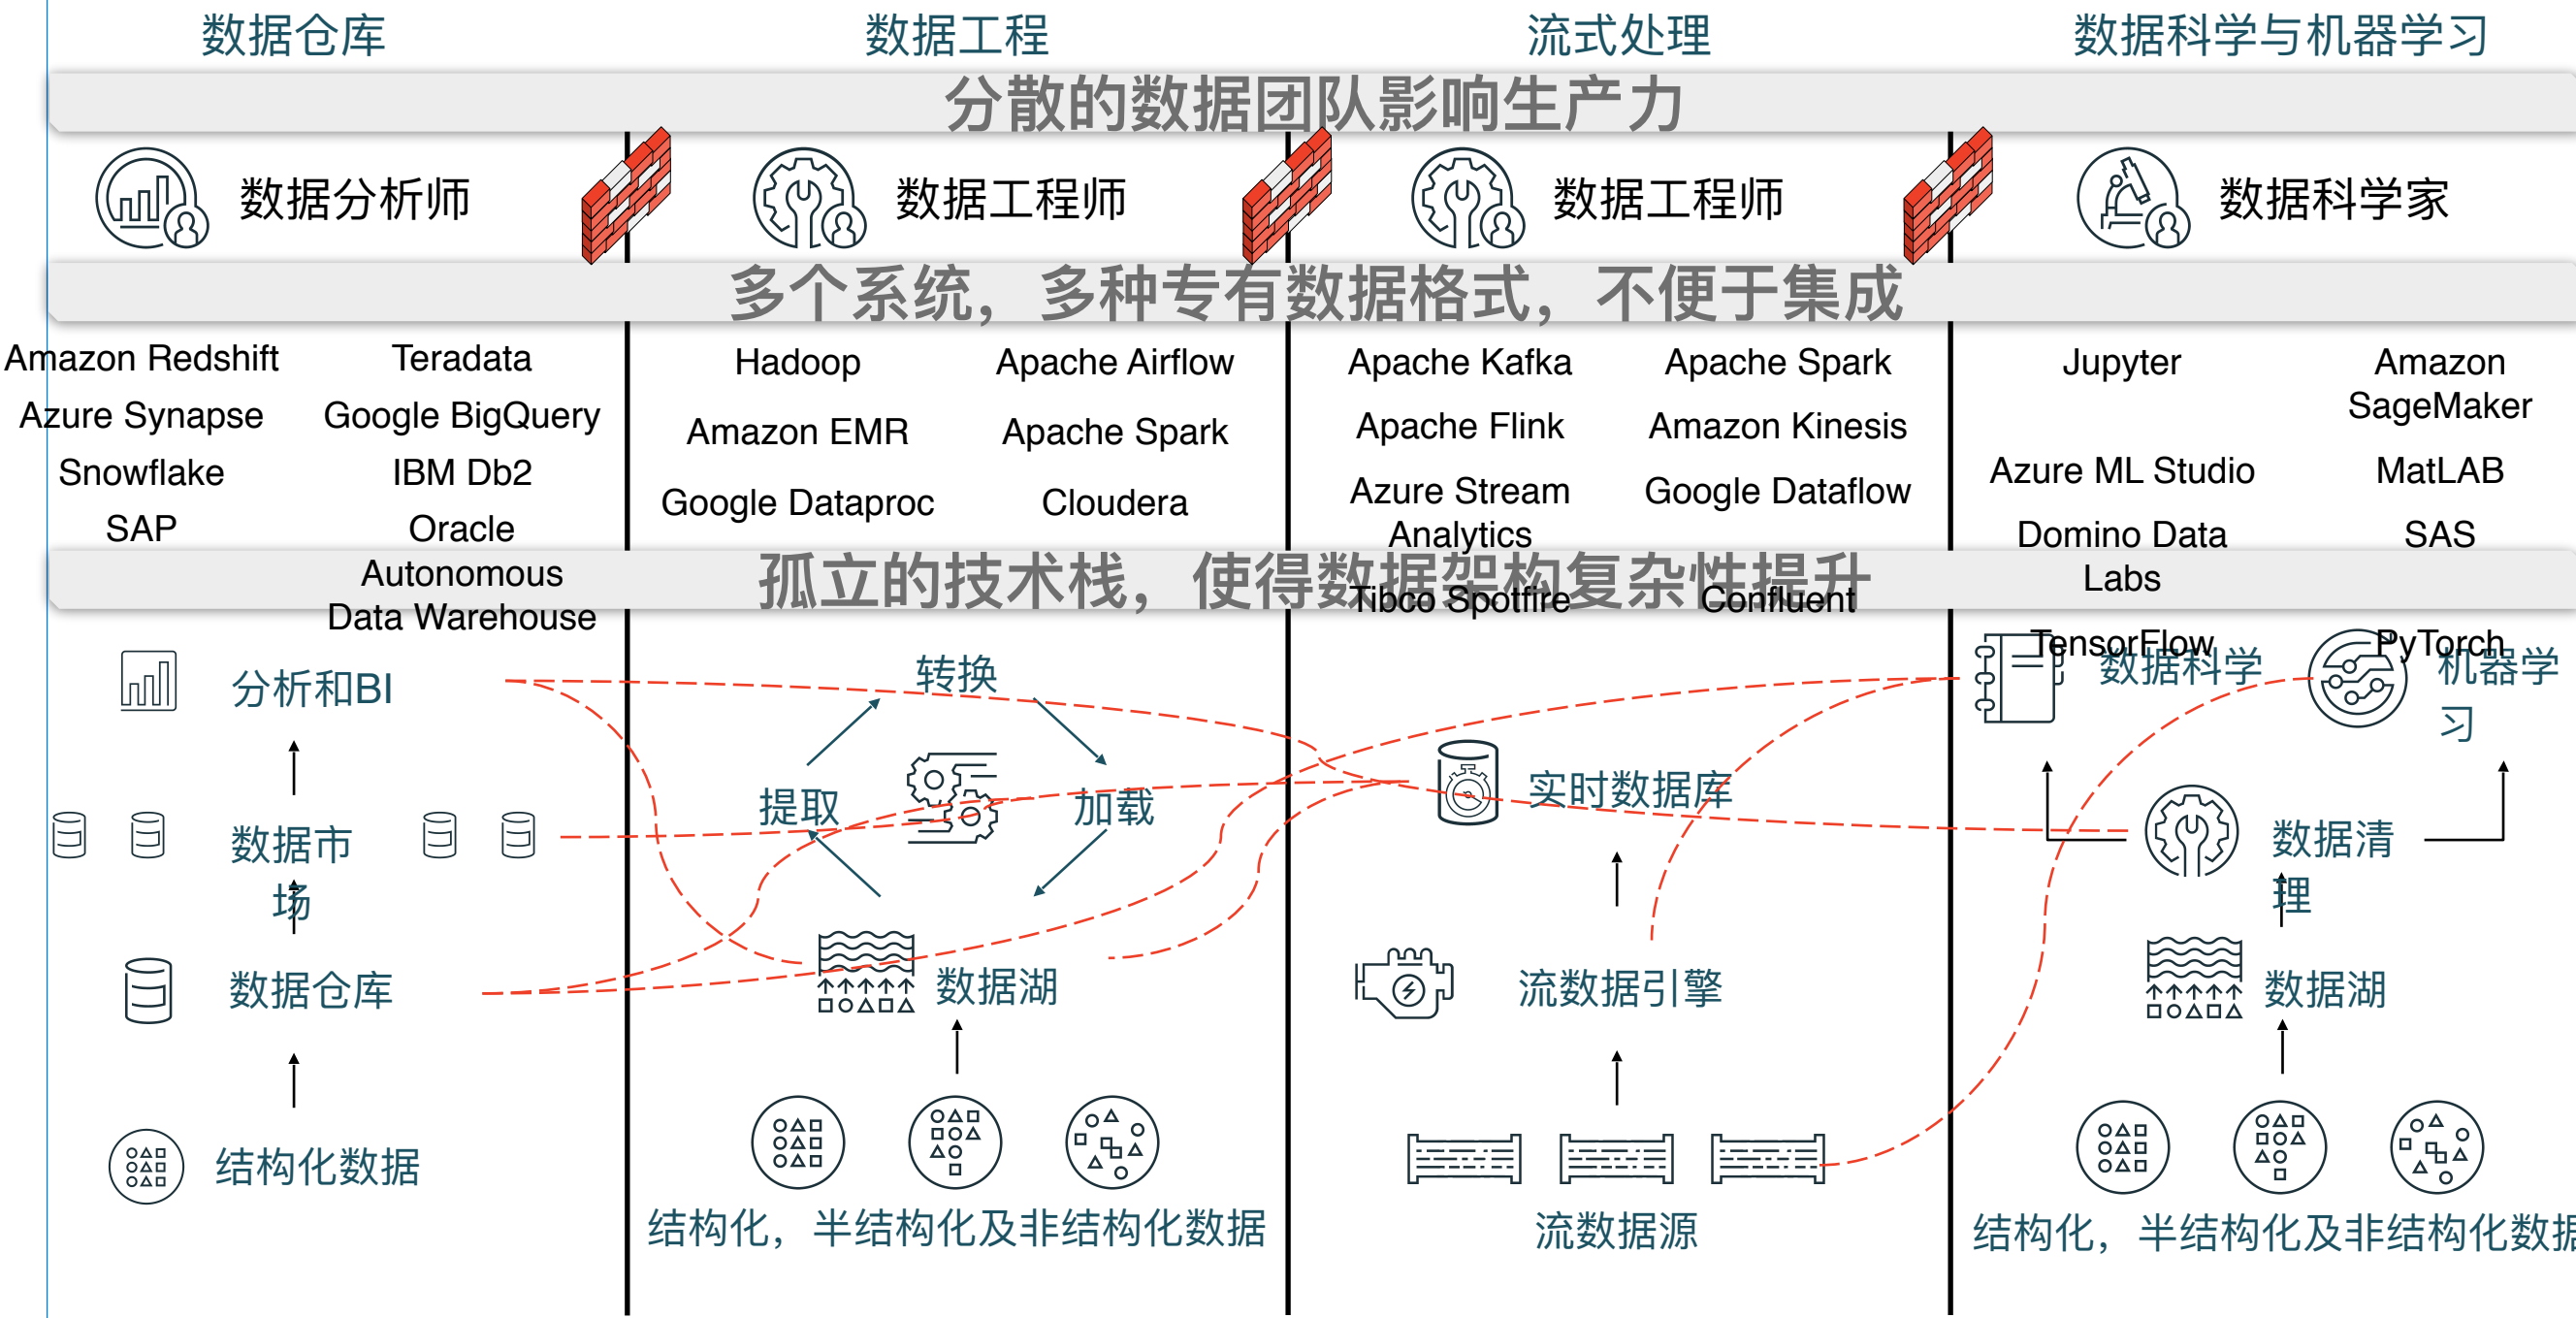 数据仓库
数据工程
流式处理
数据科学与机器学习
分散的数据团队影响生产力
数据分析师
数据工程师
数据工程师
数据科学家
多个系统，多种专有数据格式，不便于集成
Amazon Redshift
Teradata
Azure Synapse
Google BigQuery
Snowflake
IBM Db2
SAP
Oracle
Autonomous
Data Warehouse
Hadoop
Apache Airflow
Amazon EMR
Apache Spark
Google Dataproc
Cloudera
Apache Kafka
Apache Spark
Apache Flink
Amazon Kinesis
Azure Stream
Analytics
Google Dataflow
Tibco Spotfire
Confluent
Jupyter
Amazon
SageMaker
Azure ML Studio
MatLAB
Domino Data
Labs
SAS
TensorFlow
PyTorch
孤立的技术栈，使得数据架构复杂性提升
分析和BI
数据市
场
数据仓库
结构化数据
转换
提取
加载
数据湖
结构化，半结构化及非结构化数据
实时数据库
流数据引擎
流数据源
数据科学
机器学
习
数据清
理
数据湖
结构化，半结构化及非结构化数据